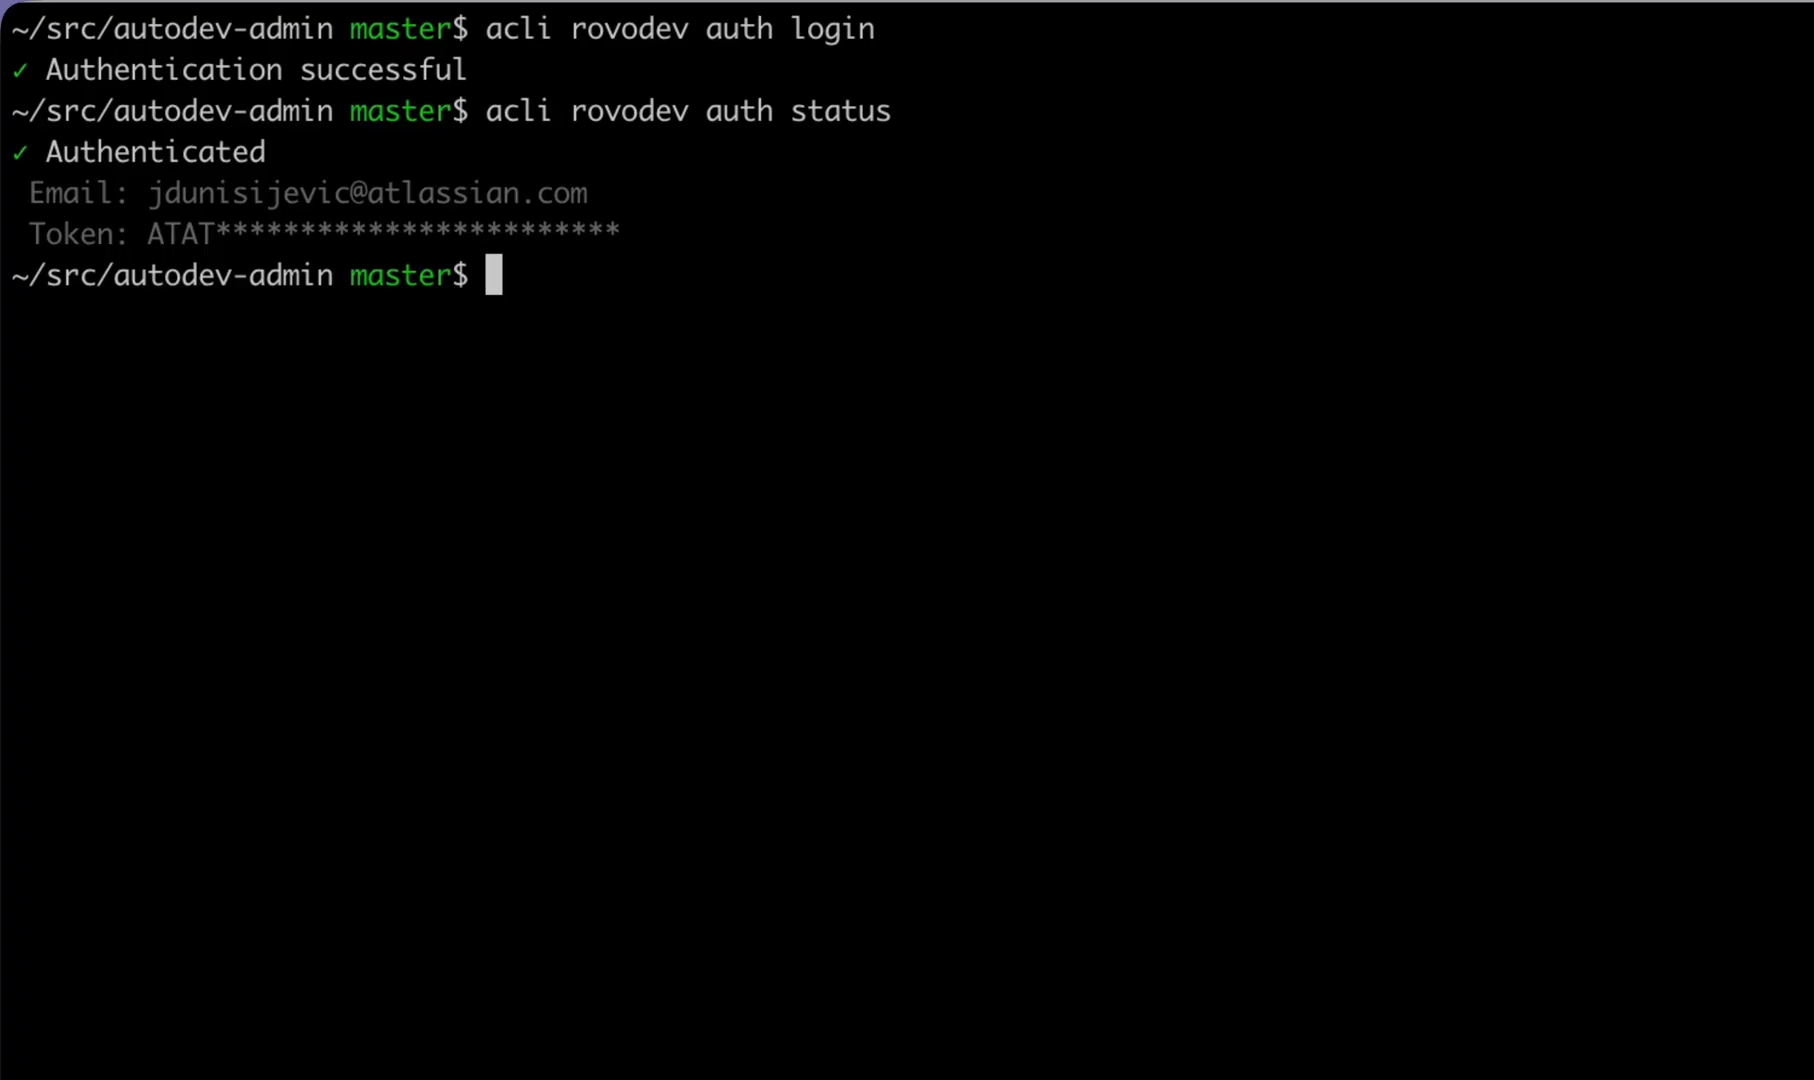 ~/src/autodev-admin master$ acli rovodev auth login
✓ Authentication successful
~/src/autodev-admin master$ acli rovodev auth status
✓ Authenticated
Email: jdunisijevic@atlassian.com
Token: ATAT************************
~/src/autodev-admin master$